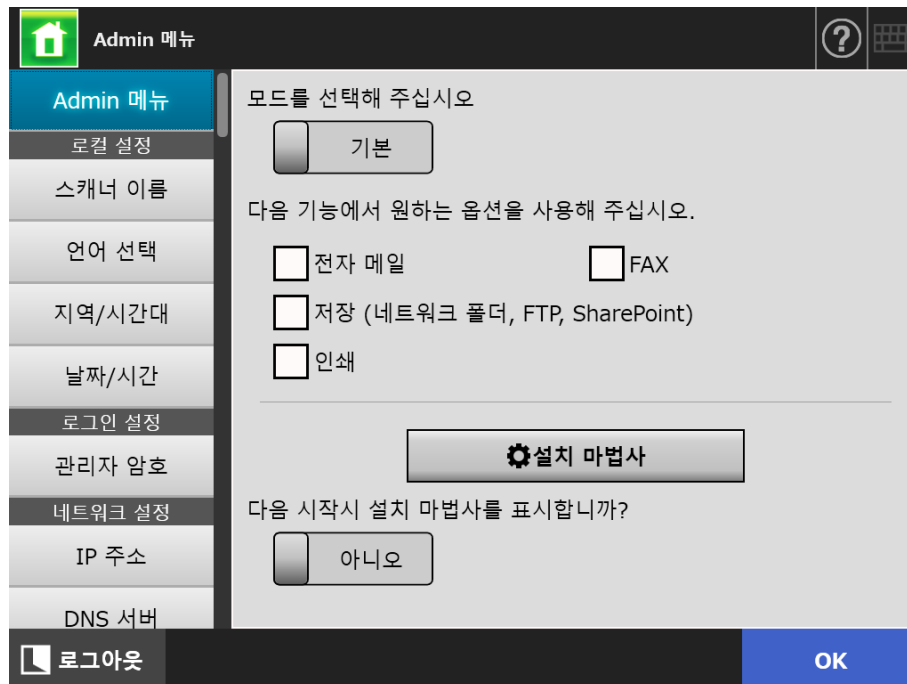 Admin 메뉴
Admin 메뉴
로컬 설정
스캐너 이름
언어 선택
지역/시간대
날짜/시간
로그인 설정
관리자 암호
네트워크 설정
IP 주소
DNS 서버
모드를 선택해 주십시오
기본
다음 기능에서 원하는 옵션을 사용해 주십시오.
전자 메일 FAX
저장 (네트워크 폴더, FTP, SharePoint)
인쇄
설치 마법사
다음 시작시 설치 마법사를 표시합니까?
아니오
로그아웃 OK